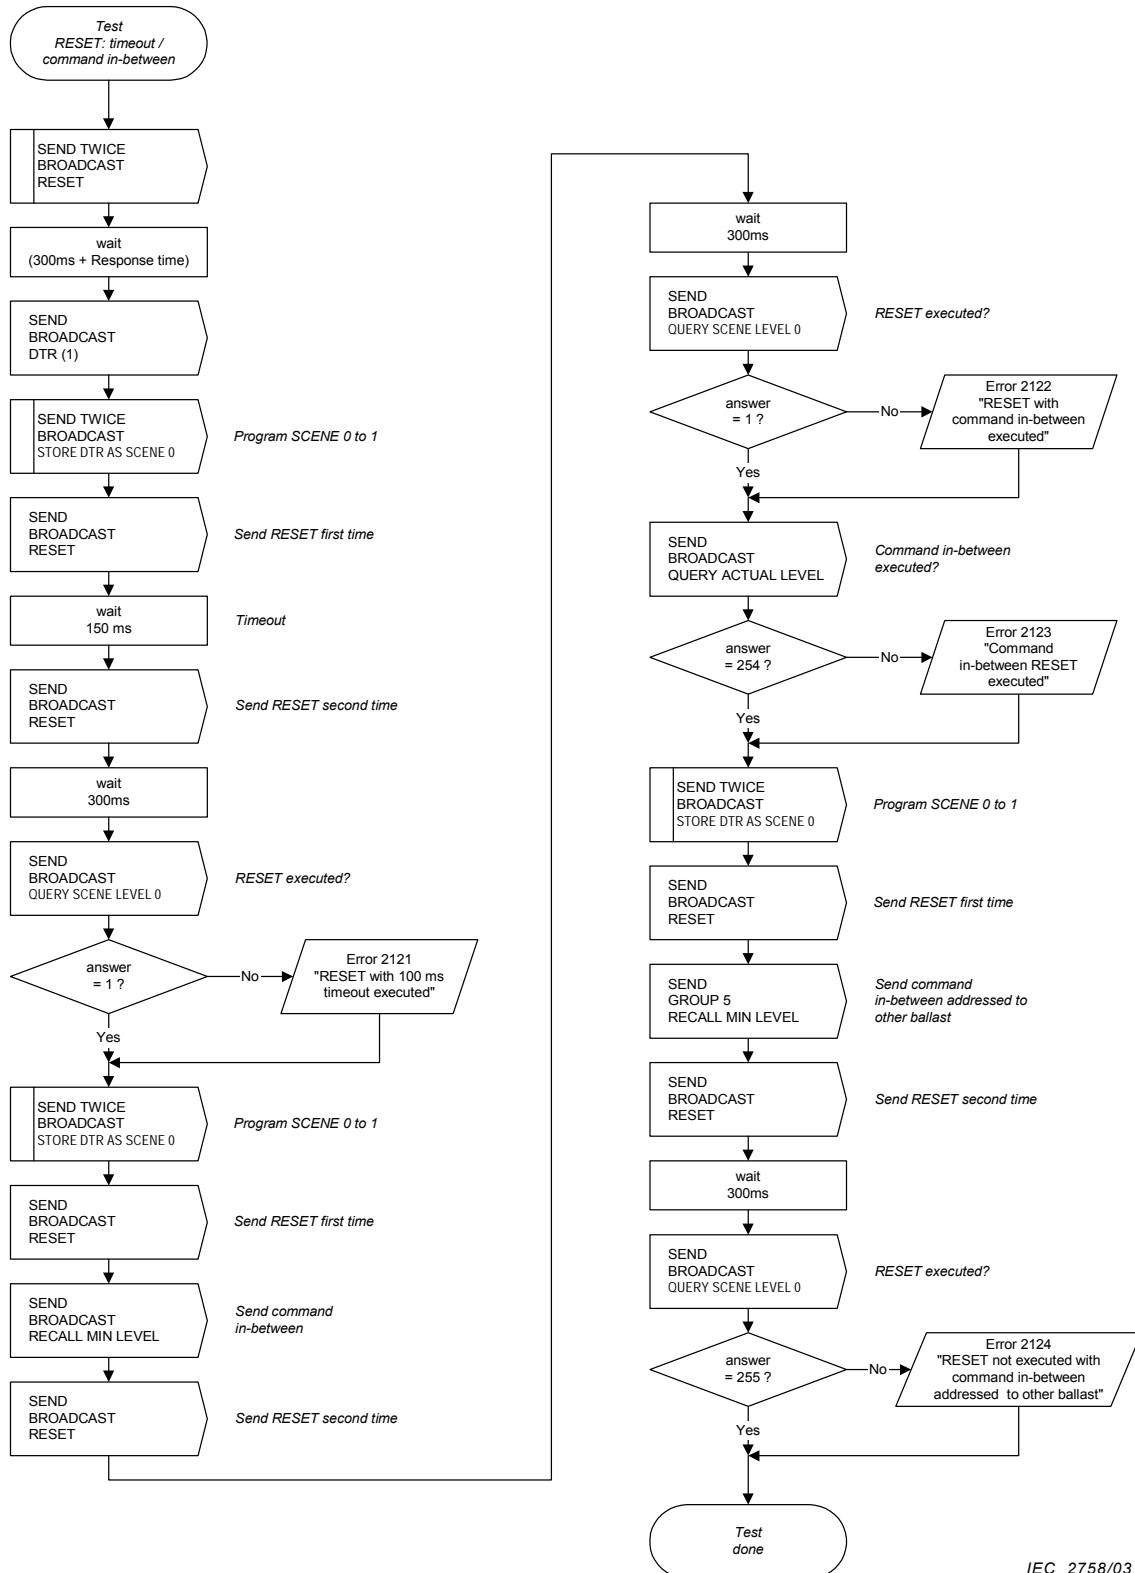 Test
RESET: timeout /
command in-between
SEND TWICE
BROADCAST
RESET
wait
(300ms + Response time)
SEND
BROADCAST
DTR (1)
SEND TWICE
BROADCAST
STORE DTR AS SCENE 0
Program SCENE 0 to 1
SEND
BROADCAST
RESET
Send RESET first time
wait
150 ms
Timeout
SEND
BROADCAST
RESET
Send RESET second time
wait
300ms
SEND
BROADCAST
QUERY SCENE LEVEL 0
RESET executed?
answer
= 1 ?
No
Error 2121
"RESET with 100 ms
timeout executed"
Yes
SEND TWICE
BROADCAST
STORE DTR AS SCENE 0
Program SCENE 0 to 1
SEND
BROADCAST
RESET
Send RESET first time
SEND
BROADCAST
RECALL MIN LEVEL
Send command
in-between
SEND
BROADCAST
RESET
Send RESET second time
wait
300ms
SEND
BROADCAST
QUERY SCENE LEVEL 0
RESET executed?
answer
= 1 ?
No
Error 2122
"RESET with
command in-between
executed"
Yes
SEND
BROADCAST
QUERY ACTUAL LEVEL
Command in-between
executed?
answer
= 254 ?
No
Error 2123
"Command
in-between RESET
executed"
Yes
SEND TWICE
BROADCAST
STORE DTR AS SCENE 0
Program SCENE 0 to 1
SEND
BROADCAST
RESET
Send RESET first time
SEND
GROUP 5
RECALL MIN LEVEL
Send command
in-between addressed to
other ballast
SEND
BROADCAST
RESET
Send RESET second time
wait
300ms
SEND
BROADCAST
QUERY SCENE LEVEL 0
RESET executed?
answer
= 255 ?
No
Error 2124
"RESET not executed with
command in-between
addressed to other ballast"
Yes
Test
done
IEC 2758/03